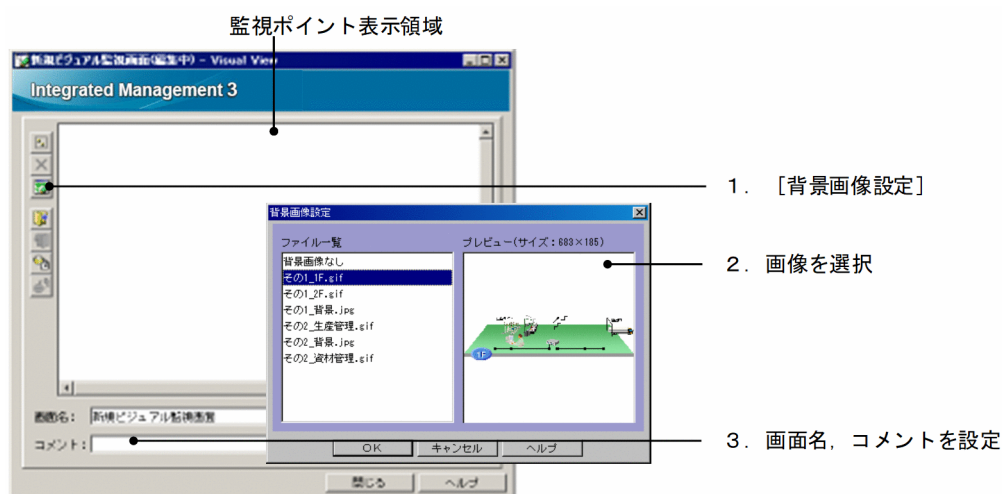 監視ポイント表示領域
新規ビジュアル監視画面(編集中) - Visual View
Integrated Management 3
1. [背景画像設定]
背景画像設定
ファイル一覧
プレビュー(サイズ:683×185)
背景画像なし
その1_1F.gif
その1_2F.gif
その1_背景.jpg
その2_生産管理.gif
その2_背景.jpg
その2_資材管理.gif
1F
2. 画像を選択
画面名:
新規ビジュアル監視画面
コメント:
3. 画面名,コメントを設定
OK
キャンセル
ヘルプ
閉じる
ヘルプ